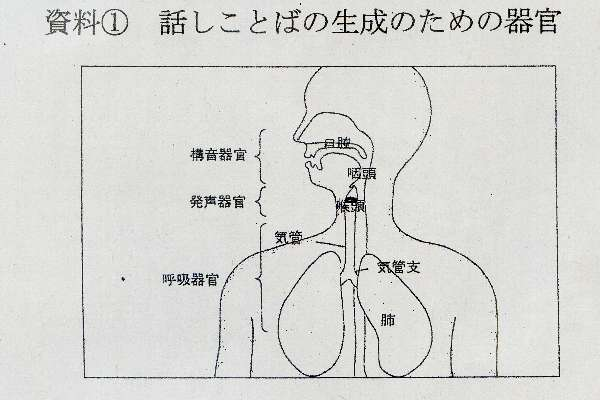 資料① 話しことばの生成のための器官
口腔
構音器官
咽頭
発声器官
喉頭
気管
気管支
呼吸器官
肺